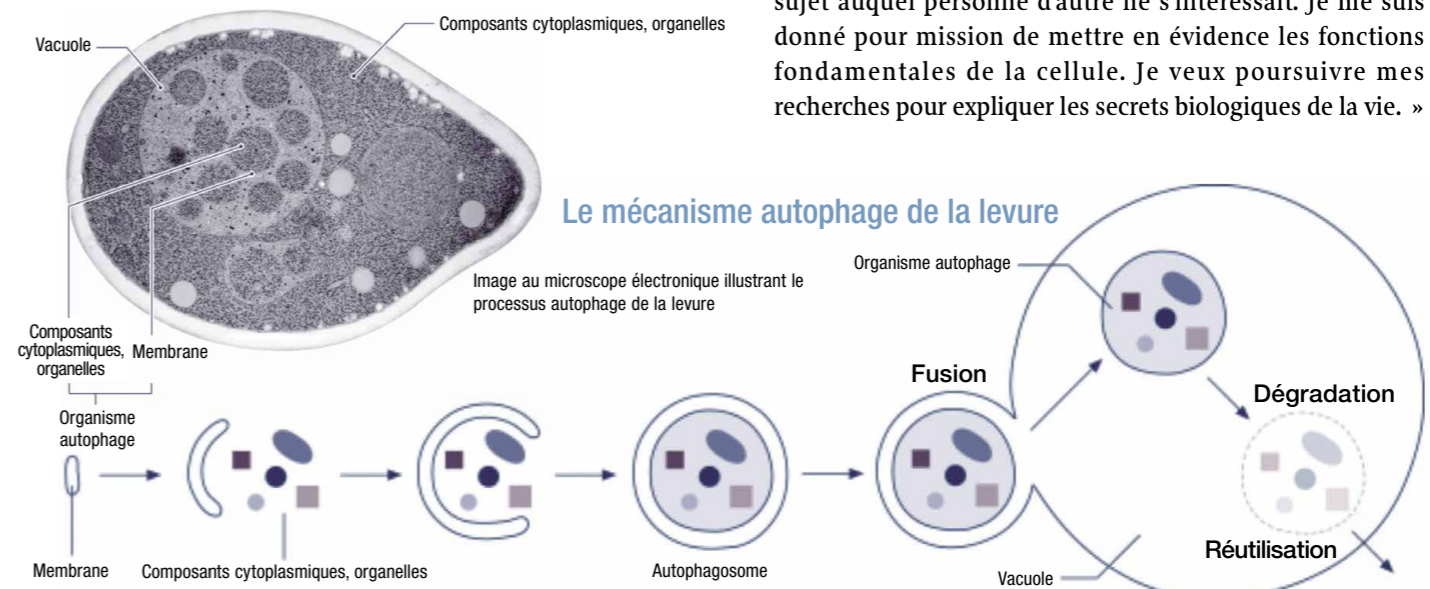 sujet auquel personne d'autre ne s'intéressait. Je me suis
donné pour mission de mettre en évidence les fonctions
fondamentales de la cellule. Je veux poursuivre mes
recherches pour expliquer les secrets biologiques de la vie. »
Composants cytoplasmiques, organelles
Vacuole
Le mécanisme autophage de la levure
Image au microscope électronique illustrant le
processus autophage de la levure
Composants
cytoplasmiques,
organelles
Membrane
Organisme
autophage
Organisme autophage
Fusion
Dégradation
Réutilisation
Membrane
Composants cytoplasmiques, organelles
Autophagosome
Vacuole